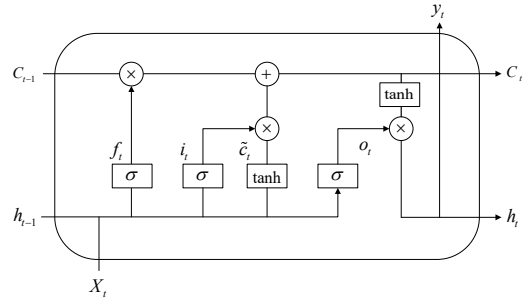 y_t
C_{t-1} × + C_t
tanh
× ×
f_t i_t c̃_t o_t
σ σ tanh σ
h_{t-1} h_t
X_t